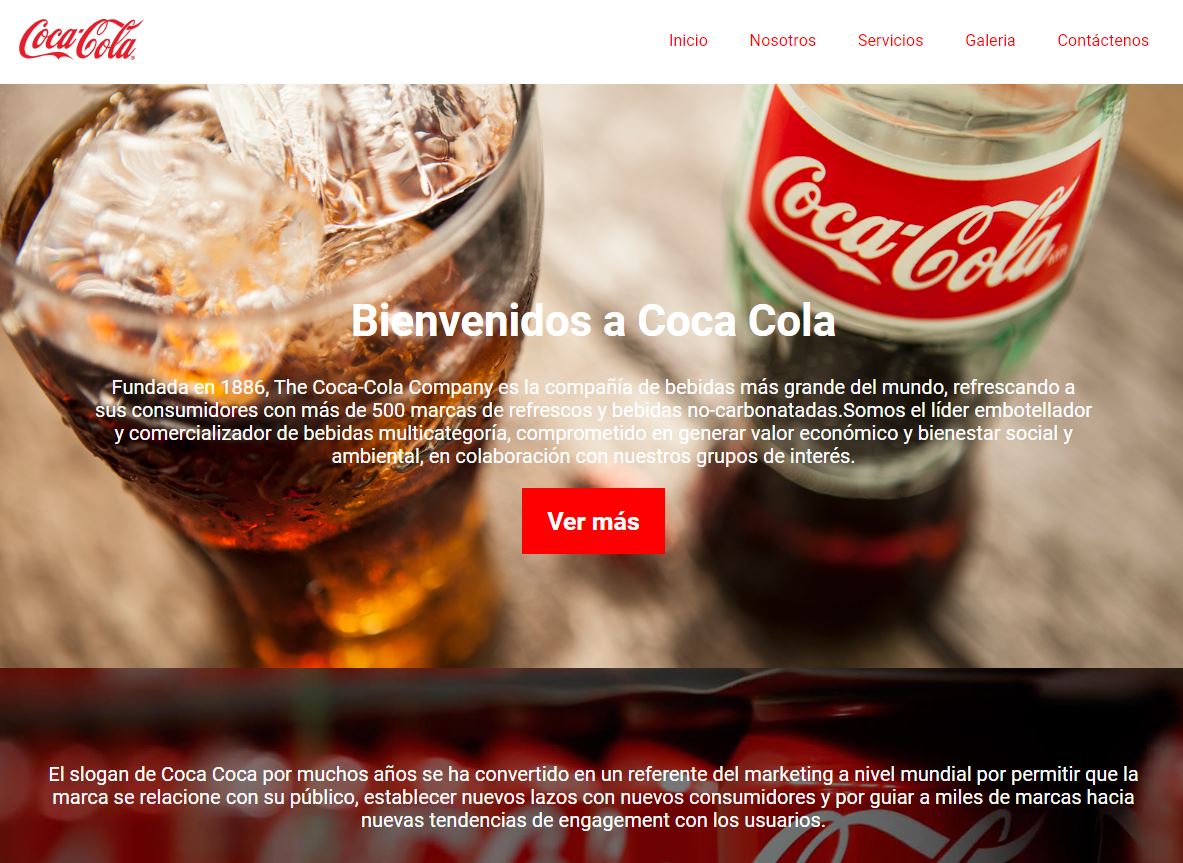 Coca-Cola
Inicio Nosotros Servicios Galeria Contáctenos
Coca-Cola
Bienvenidos a Coca Cola
Fundada en 1886, The Coca-Cola Company es la compañía de bebidas más grande del mundo, refrescando a
sus consumidores con más de 500 marcas de refrescos y bebidas no-carbonatadas.Somos el líder embotellador
y comercializador de bebidas multicategoría, comprometido en generar valor económico y bienestar social y
ambiental, en colaboración con nuestros grupos de interés.
Ver más
El slogan de Coca Coca por muchos años se ha convertido en un referente del marketing a nivel mundial por permitir que la
marca se relacione con su público, establecer nuevos lazos con nuevos consumidores y por guiar a miles de marcas hacia
nuevas tendencias de engagement con los usuarios.